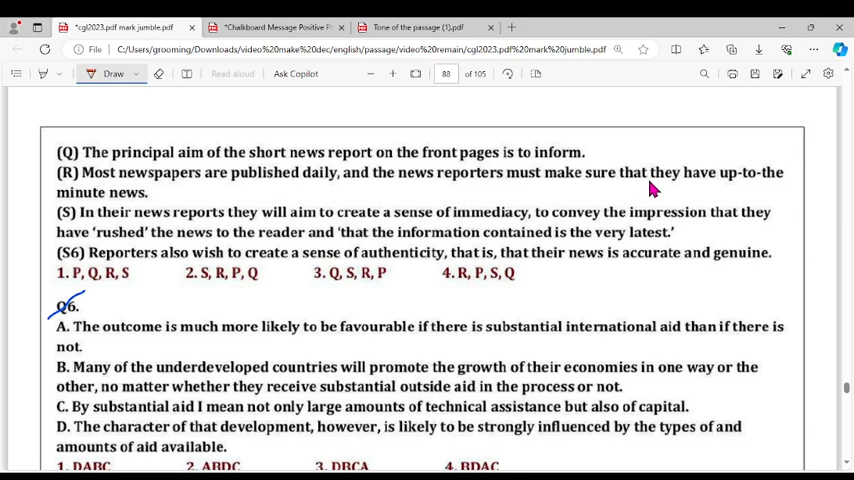 *cgl2023.pdf mark jumble.pdf
*Chalkboard Message Positive P
Tone of the passage (1).pdf
File
C:/Users/grooming/Downloads/video%20make%20dec/english/passage/video%20remain/cgl2023.pdf%20mark%20jumble.pdf
Draw
Read aloud
Ask Copilot
88
of 105
(Q) The principal aim of the short news report on the front pages is to inform.
(R) Most newspapers are published daily, and the news reporters must make sure that they have up-to-the
minute news.
(S) In their news reports they will aim to create a sense of immediacy, to convey the impression that they
have ‘rushed’ the news to the reader and ‘that the information contained is the very latest.’
(S6) Reporters also wish to create a sense of authenticity, that is, that their news is accurate and genuine.
1. P, Q, R, S 2. S, R, P, Q 3. Q, S, R, P 4. R, P, S, Q
Q6.
A. The outcome is much more likely to be favourable if there is substantial international aid than if there is
not.
B. Many of the underdeveloped countries will promote the growth of their economies in one way or the
other, no matter whether they receive substantial outside aid in the process or not.
C. By substantial aid I mean not only large amounts of technical assistance but also of capital.
D. The character of that development, however, is likely to be strongly influenced by the types of and
amounts of aid available.
1. DABC 2. ABDC 3. DBCA 4. BDAC